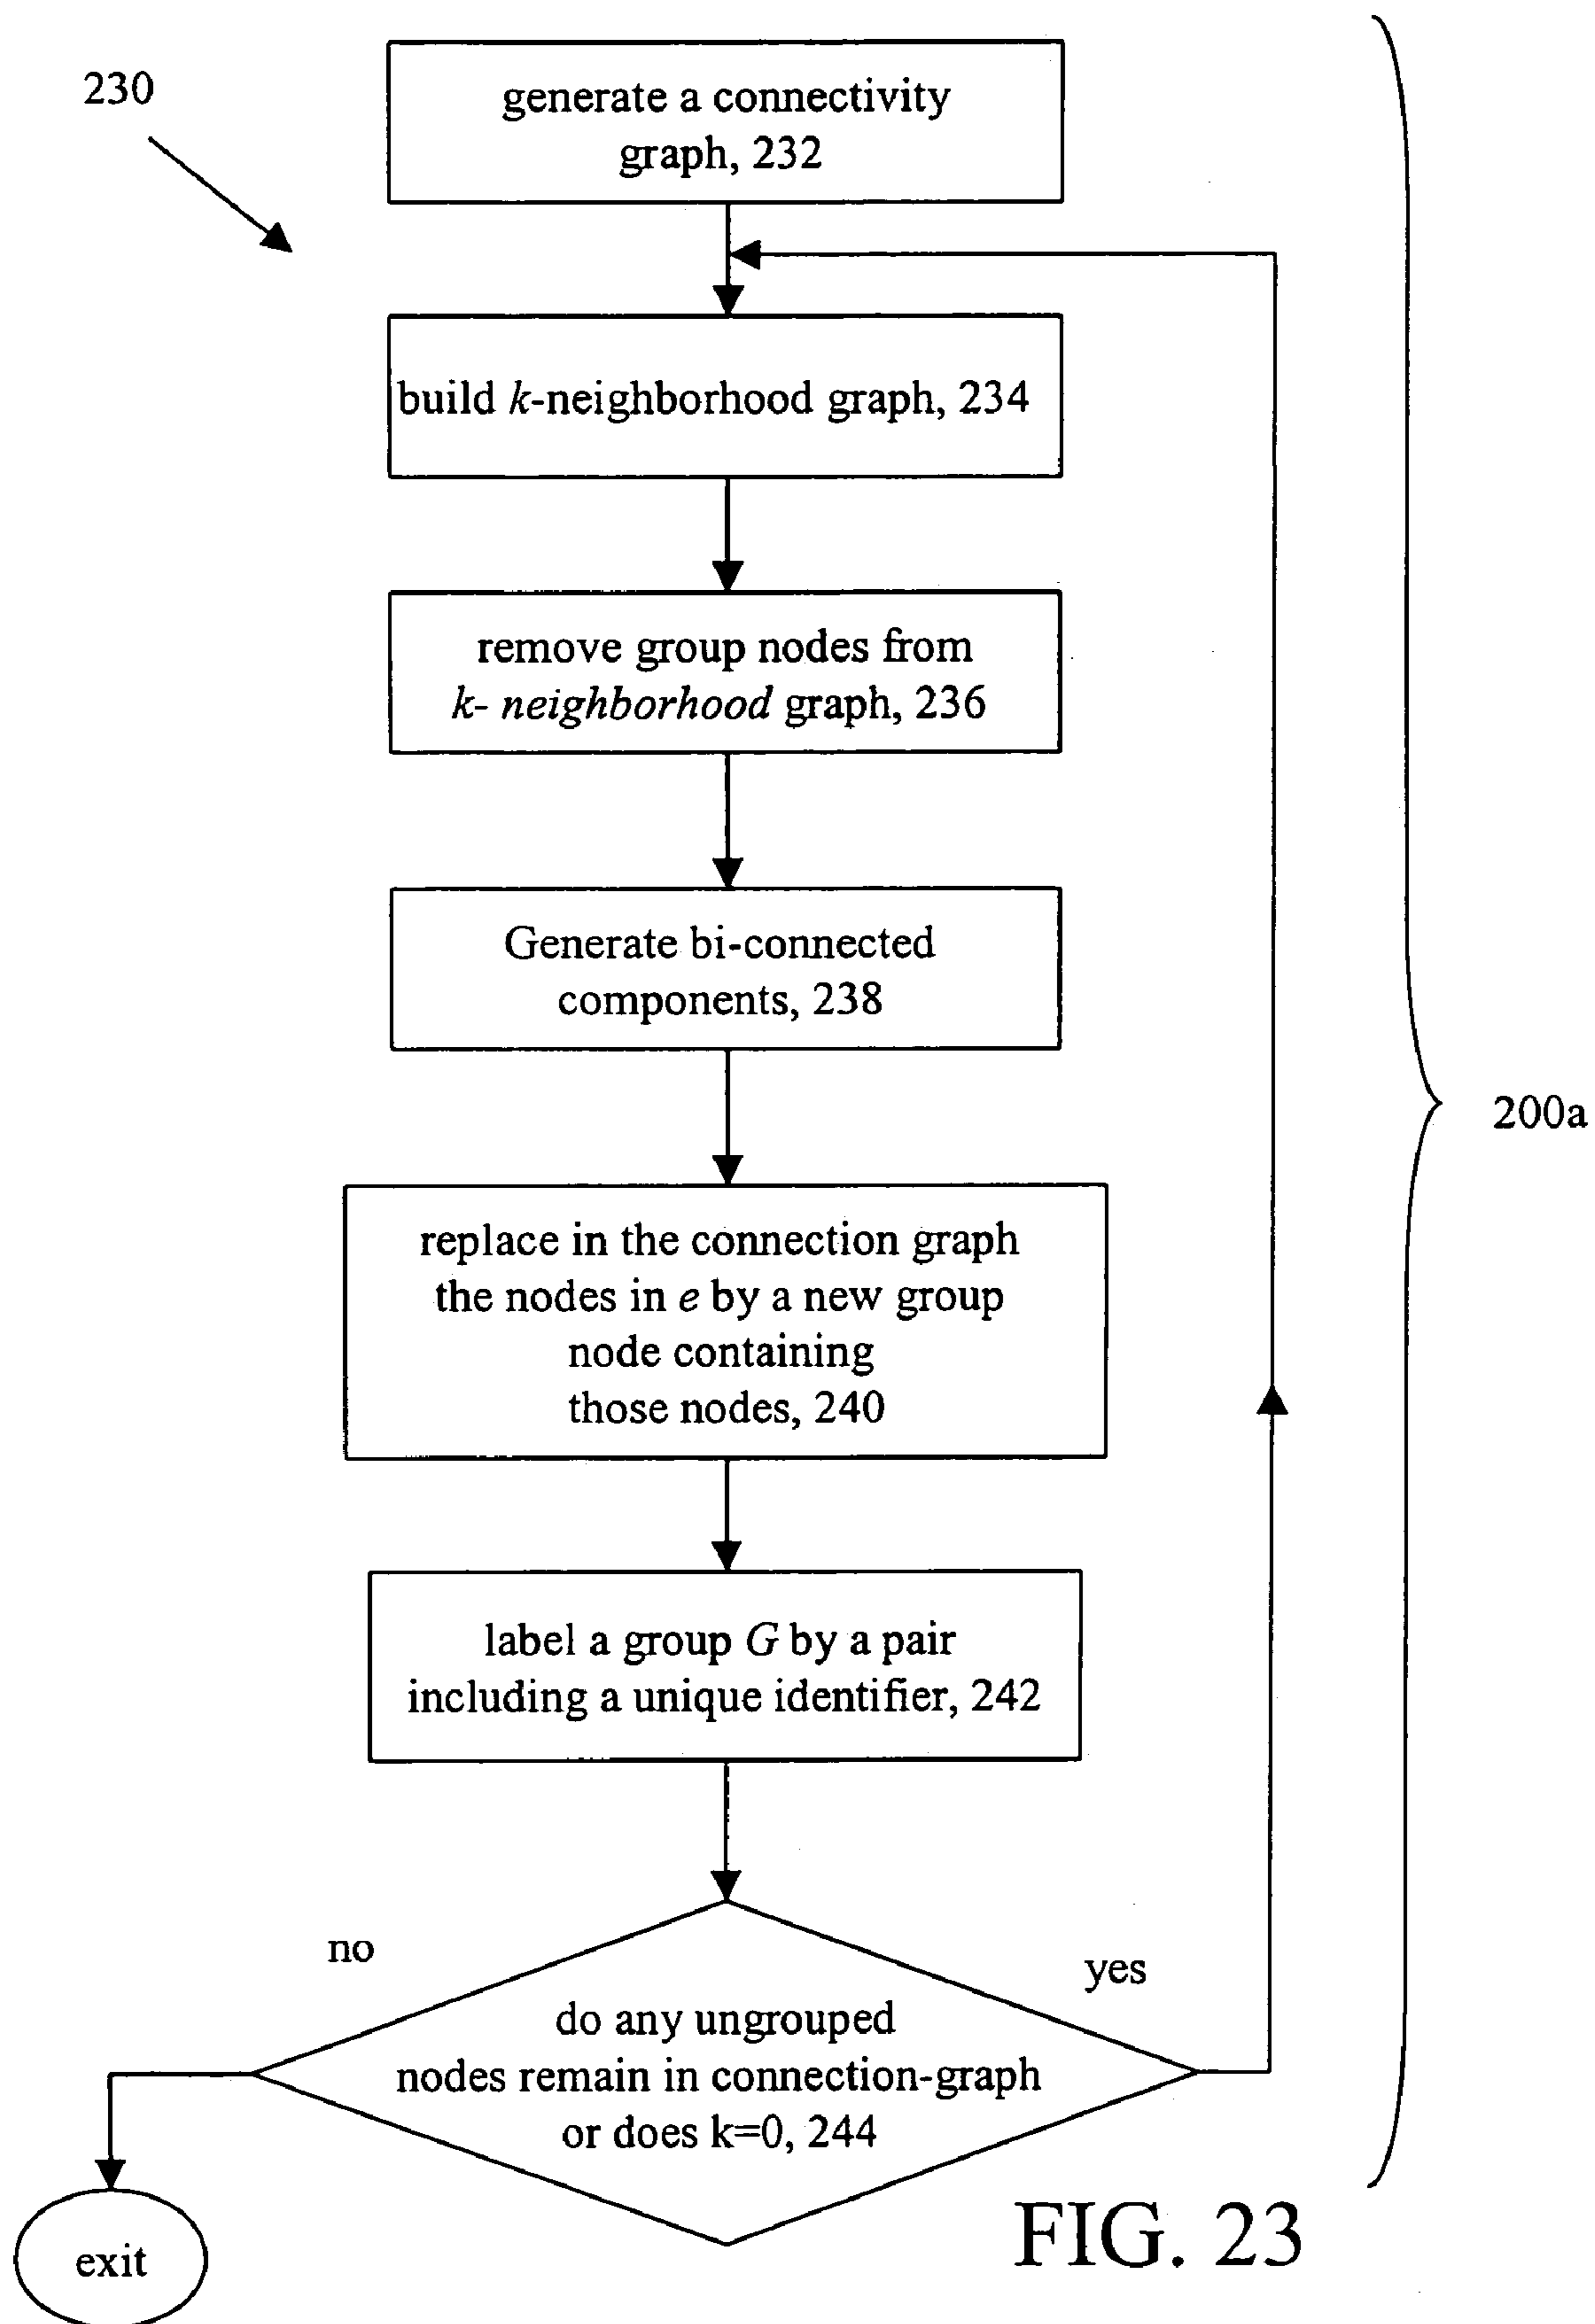 230
generate a connectivity
graph, 232
build k-neighborhood graph, 234
remove group nodes from
k- neighborhood graph, 236
Generate bi-connected
components, 238
200a
replace in the connection graph
the nodes in e by a new group
node containing
those nodes, 240
label a group G by a pair
including a unique identifier, 242
no
yes
do any ungrouped
nodes remain in connection-graph
or does k=0, 244
exit
FIG. 23